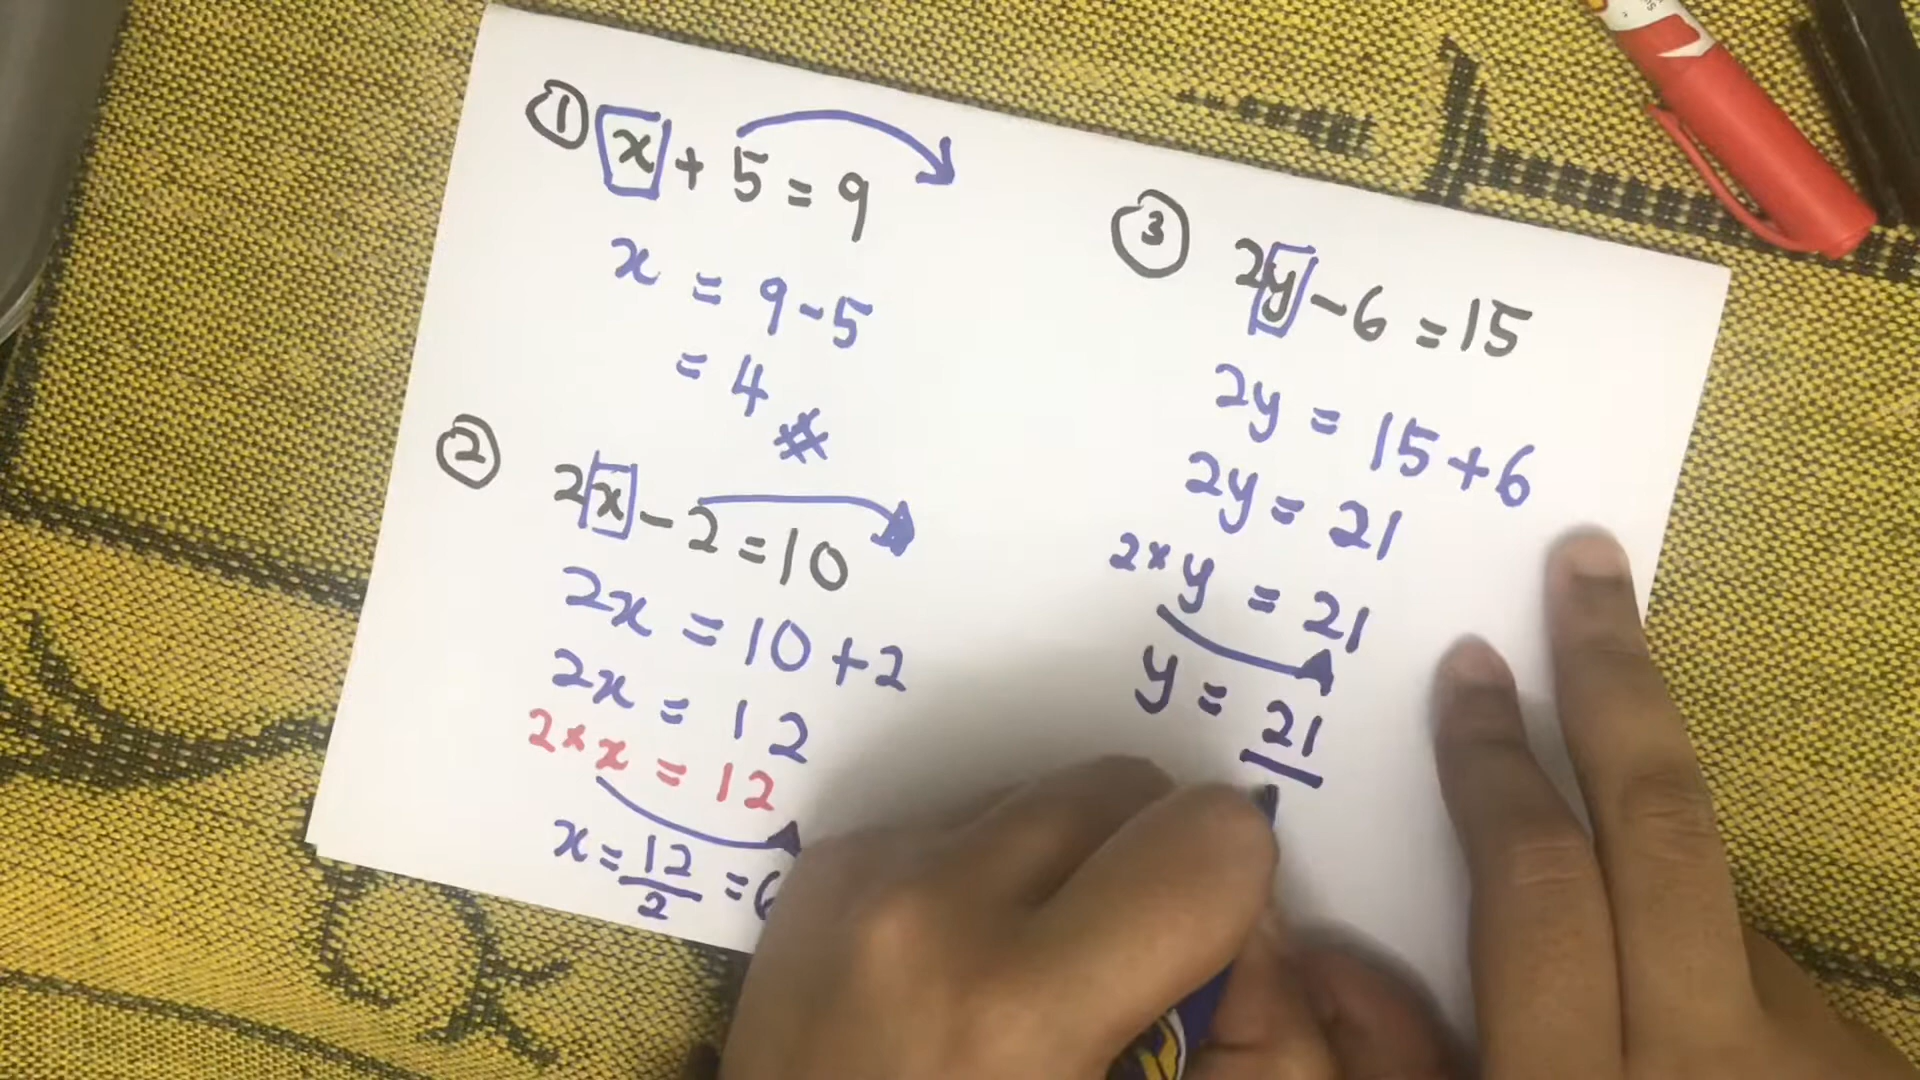 ① x + 5 = 9
x = 9 - 5
= 4 #
② 2x - 2 = 10
2x = 10 + 2
2x = 12
2 × x = 12
x = 12/2 = 6
③ 2y - 6 = 15
2y = 15 + 6
2y = 21
2 × y = 21
y = 21